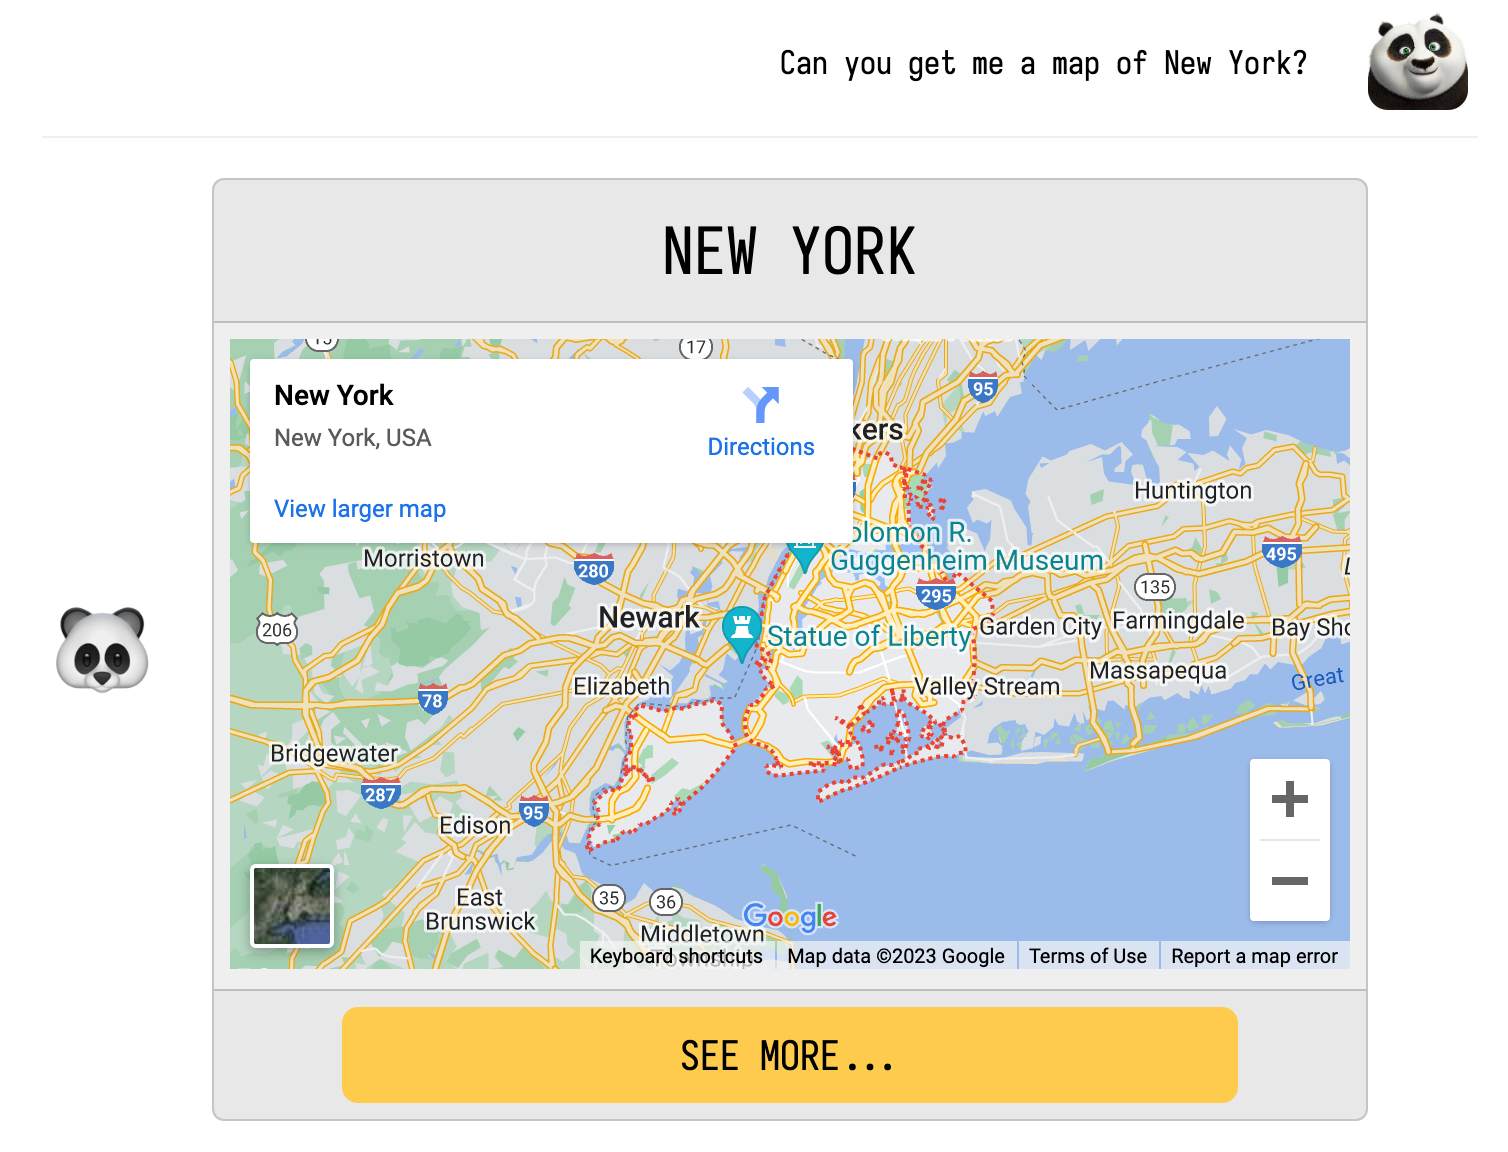 Can you get me a map of New York?
NEW YORK
17
New York
New York, USA
Directions
View larger map
95
kers
Huntington
olomon R.
Guggenheim Museum
Morristown
280
495
295
135
206
Newark
Statue of Liberty
Garden City
Farmingdale
Bay Sho
Elizabeth
Valley Stream
Massapequa
Great
78
Bridgewater
287
95
Edison
East
Brunswick
35
36
Google
Middletown
Township
Keyboard shortcuts
Map data ©2023 Google
Terms of Use
Report a map error
SEE MORE...